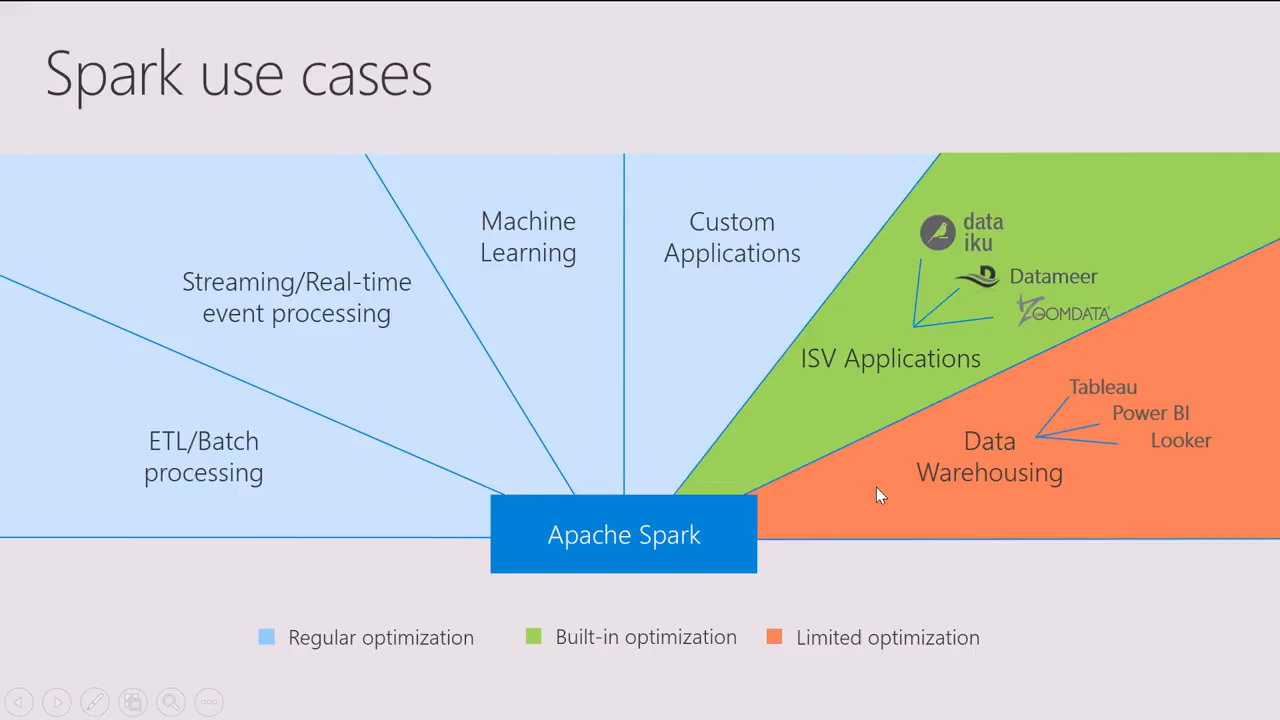 Spark use cases
Machine
Learning
Custom
Applications
data
iku
Streaming/Real-time
event processing
Datameer
ZOOMDATA
ISV Applications
Tableau
Power BI
Looker
ETL/Batch
processing
Data
Warehousing
Apache Spark
Regular optimization
Built-in optimization
Limited optimization